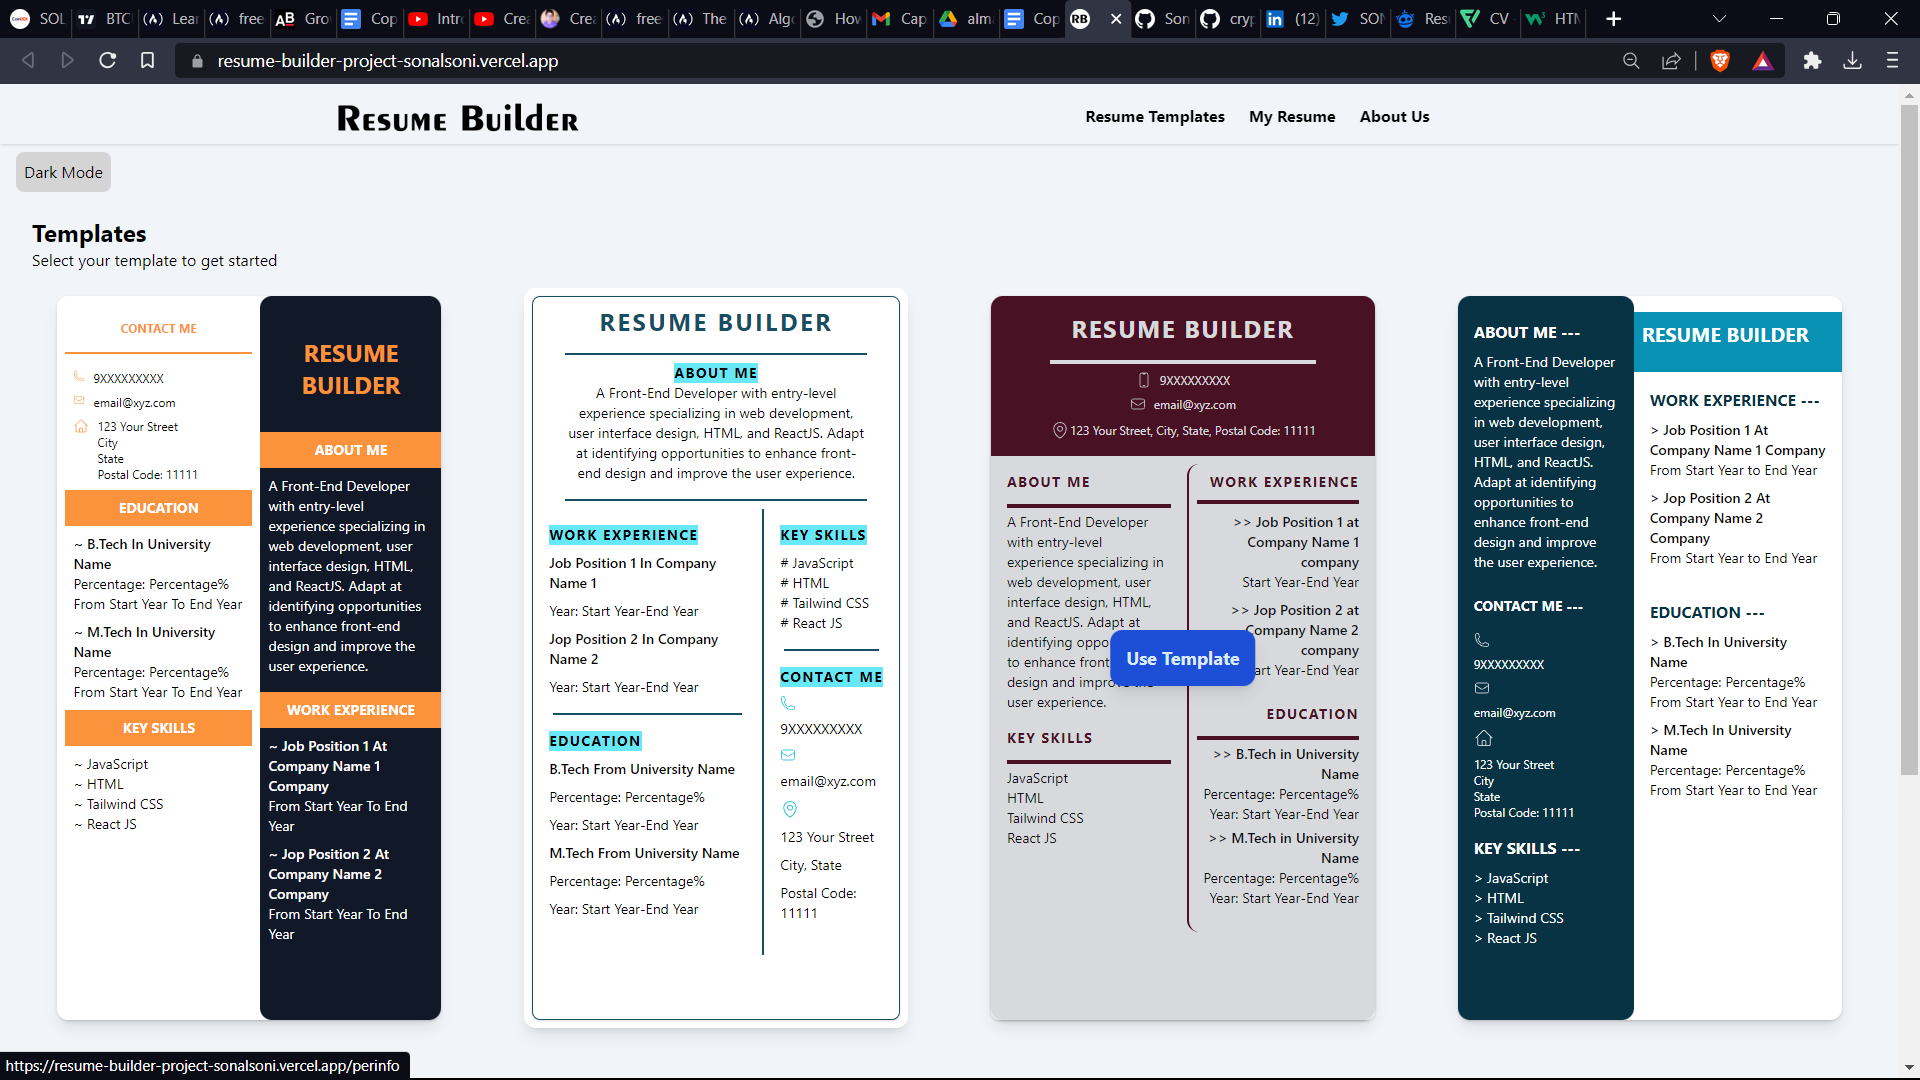 SOL
BTC
Lear
free
Gro
Cop
Intro
Crea
Crea
free
The
Algo
How
Cap
alma
Cop
Son
cryp
(12)
SON
Resu
CV
HTM
resume-builder-project-sonalsoni.vercel.app
Resume Builder
Resume Templates
My Resume
About Us
Dark Mode
Templates
Select your template to get started
CONTACT ME
9XXXXXXXXX
email@xyz.com
123 Your Street
City
State
Postal Code: 11111
EDUCATION
~ B.Tech In University
Name
Percentage: Percentage%
From Start Year To End Year
~ M.Tech In University
Name
Percentage: Percentage%
From Start Year To End Year
KEY SKILLS
~ JavaScript
~ HTML
~ Tailwind CSS
~ React JS
RESUME
BUILDER
ABOUT ME
A Front-End Developer
with entry-level
experience specializing in
web development, user
interface design, HTML,
and ReactJS. Adapt at
identifying opportunities
to enhance front-end
design and improve the
user experience.
WORK EXPERIENCE
~ Job Position 1 At
Company Name 1
Company
From Start Year To End
Year
~ Jop Position 2 At
Company Name 2
Company
From Start Year To End
Year
RESUME BUILDER
ABOUT ME
A Front-End Developer with entry-level
experience specializing in web development,
user interface design, HTML, and ReactJS. Adapt
at identifying opportunities to enhance front-
end design and improve the user experience.
WORK EXPERIENCE
Job Position 1 In Company
Name 1
Year: Start Year-End Year
Jop Position 2 In Company
Name 2
Year: Start Year-End Year
EDUCATION
B.Tech From University Name
Percentage: Percentage%
Year: Start Year-End Year
M.Tech From University Name
Percentage: Percentage%
Year: Start Year-End Year
KEY SKILLS
# JavaScript
# HTML
# Tailwind CSS
# React JS
CONTACT ME
9XXXXXXXXX
email@xyz.com
123 Your Street
City, State
Postal Code:
11111
RESUME BUILDER
9XXXXXXXXX
email@xyz.com
123 Your Street, City, State, Postal Code: 11111
ABOUT ME
A Front-End Developer
with entry-level
experience specializing in
web development, user
interface design, HTML,
and ReactJS. Adapt at
identifying
to enhance
design and
user experience.
KEY SKILLS
JavaScript
HTML
Tailwind CSS
React JS
Use Template
WORK EXPERIENCE
>> Job Position 1 at
Company Name 1
company
Start Year-End Year
>> Jop Position 2 at
Company Name 2
company
Year-End Year
EDUCATION
>> B.Tech in University
Name
Percentage: Percentage%
Year: Start Year-End Year
>> M.Tech in University
Name
Percentage: Percentage%
Year: Start Year-End Year
ABOUT ME ---
A Front-End Developer
with entry-level
experience specializing
in web development,
user interface design,
HTML, and ReactJS.
Adapt at identifying
opportunities to
enhance front-end
design and improve
the user experience.
CONTACT ME ---
9XXXXXXXXX
email@xyz.com
123 Your Street
City
State
Postal Code: 11111
KEY SKILLS ---
> JavaScript
> HTML
> Tailwind CSS
> React JS
RESUME BUILDER
WORK EXPERIENCE ---
> Job Position 1 At
Company Name 1 Company
From Start Year to End Year
> Jop Position 2 At
Company Name 2
Company
From Start Year to End Year
EDUCATION ---
> B.Tech In University
Name
Percentage: Percentage%
From Start Year to End Year
> M.Tech In University
Name
Percentage: Percentage%
From Start Year to End Year
https://resume-builder-project-sonalsoni.vercel.app/perinfo